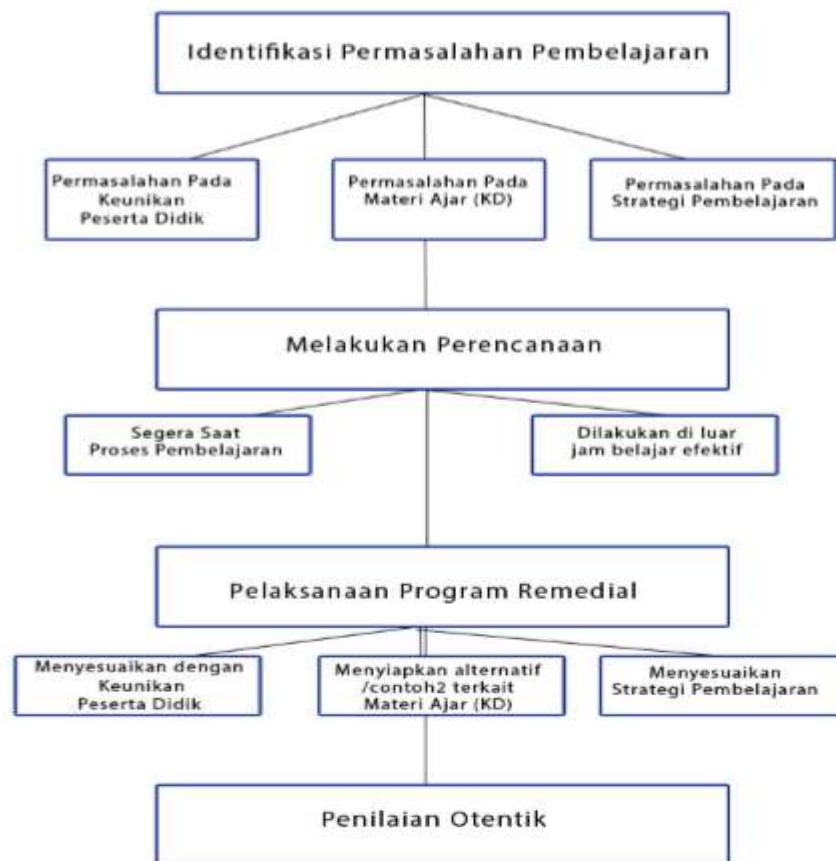 Identifikasi Permasalahan Pembelajaran
Permasalahan Pada
Keunikan
Peserta Didik
Permasalahan Pada
Materi Ajar (KD)
Permasalahan Pada
Strategi Pembelajaran
Melakukan Perencanaan
Segera Saat
Proses Pembelajaran
Dilakukan di luar
jam belajar efektif
Pelaksanaan Program Remedial
Menyesuaikan dengan
Keunikan
Peserta Didik
Menyiapkan alternatif
/contoh2 terkait
Materi Ajar (KD)
Menyesuaikan
Strategi Pembelajaran
Penilaian Otentik